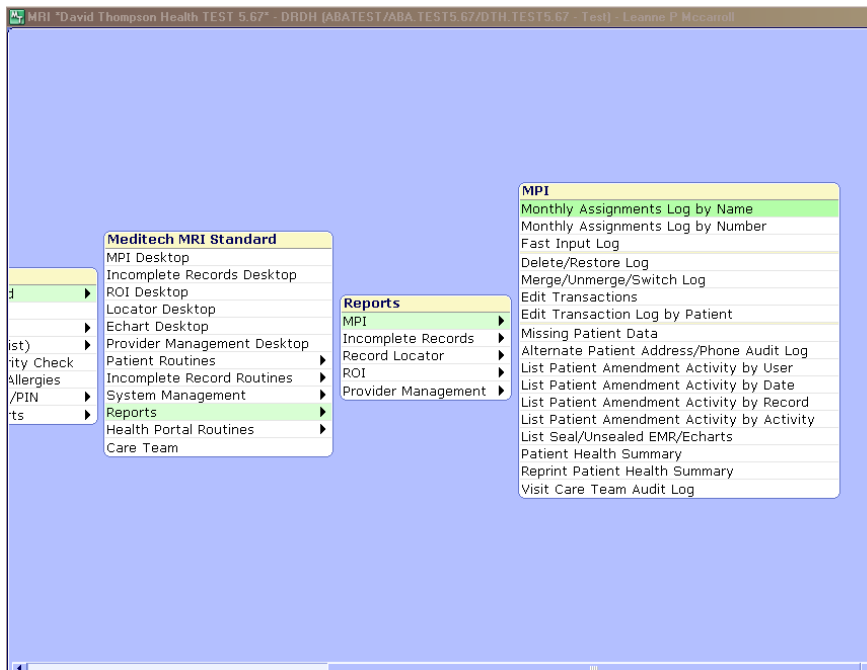 MRI "David Thompson Health TEST 5.67" - DRDH (ABATEST/ABA.TEST5.67/DTH.TEST5.67 - Test) - Leanne P Mccarroll
ist)
rity Check
Allergies
/PIN
rts
Meditech MRI Standard
MPI Desktop
Incomplete Records Desktop
ROI Desktop
Locator Desktop
Echart Desktop
Provider Management Desktop
Patient Routines
Incomplete Record Routines
System Management
Reports
Health Portal Routines
Care Team
Reports
MPI
Incomplete Records
Record Locator
ROI
Provider Management
MPI
Monthly Assignments Log by Name
Monthly Assignments Log by Number
Fast Input Log
Delete/Restore Log
Merge/Unmerge/Switch Log
Edit Transactions
Edit Transaction Log by Patient
Missing Patient Data
Alternate Patient Address/Phone Audit Log
List Patient Amendment Activity by User
List Patient Amendment Activity by Date
List Patient Amendment Activity by Record
List Patient Amendment Activity by Activity
List Seal/Unsealed EMR/Echarts
Patient Health Summary
Reprint Patient Health Summary
Visit Care Team Audit Log